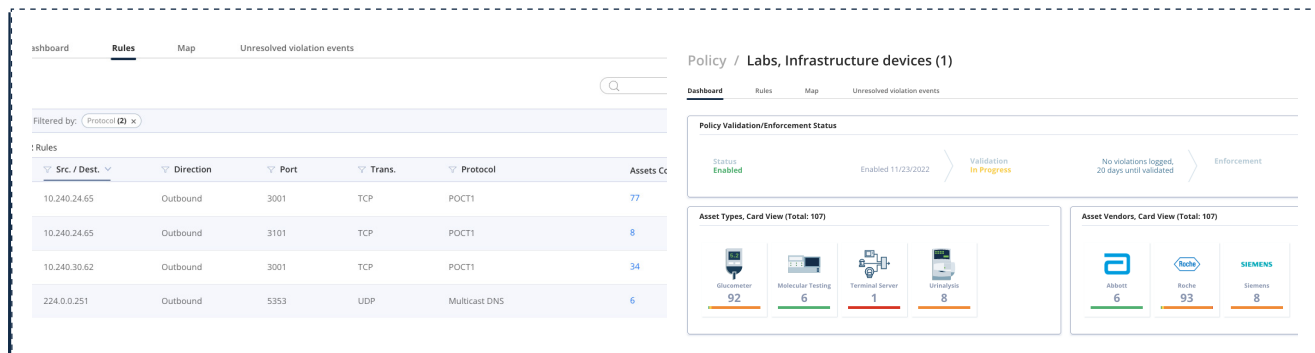 ashboard Rules Map Unresolved violation events
Filtered by: Protocol (2) ×
Rules
Src. / Dest. Direction Port Trans. Protocol Assets Co
10.240.24.65 Outbound 3001 TCP POCT1 77
10.240.24.65 Outbound 3101 TCP POCT1 8
10.240.30.62 Outbound 3001 TCP POCT1 34
224.0.0.251 Outbound 5353 UDP Multicast DNS 6
Policy / Labs, Infrastructure devices (1)
Dashboard Rules Map Unresolved violation events
Policy Validation/Enforcement Status
Status
Enabled
Enabled 11/23/2022
Validation
In Progress
No violations logged,
20 days until validated
Enforcement
Asset Types, Card View (Total: 107)
Glucometer Molecular Testing Terminal Server Urinalysis
92 6 1 8
Asset Vendors, Card View (Total: 107)
Roche SIEMENS
Abbott Roche Siemens
6 93 8